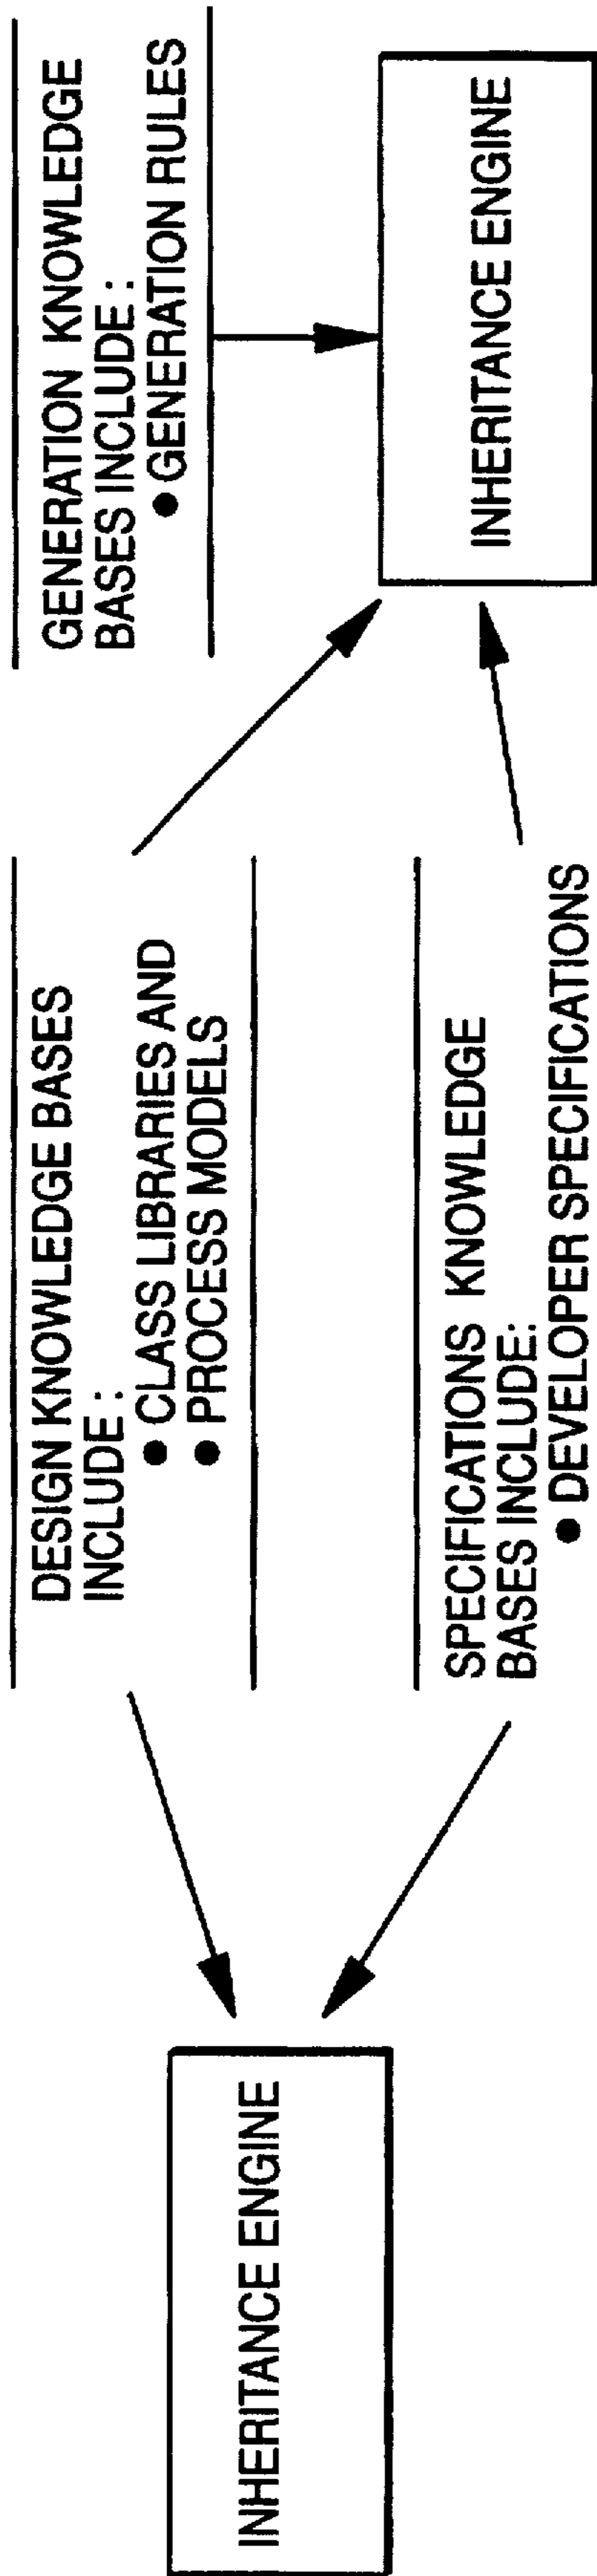 INHERITANCE ENGINE
DESIGN KNOWLEDGE BASES
INCLUDE :
● CLASS LIBRARIES AND
● PROCESS MODELS
SPECIFICATIONS KNOWLEDGE
BASES INCLUDE:
● DEVELOPER SPECIFICATIONS
GENERATION KNOWLEDGE
BASES INCLUDE :
● GENERATION RULES
INHERITANCE ENGINE